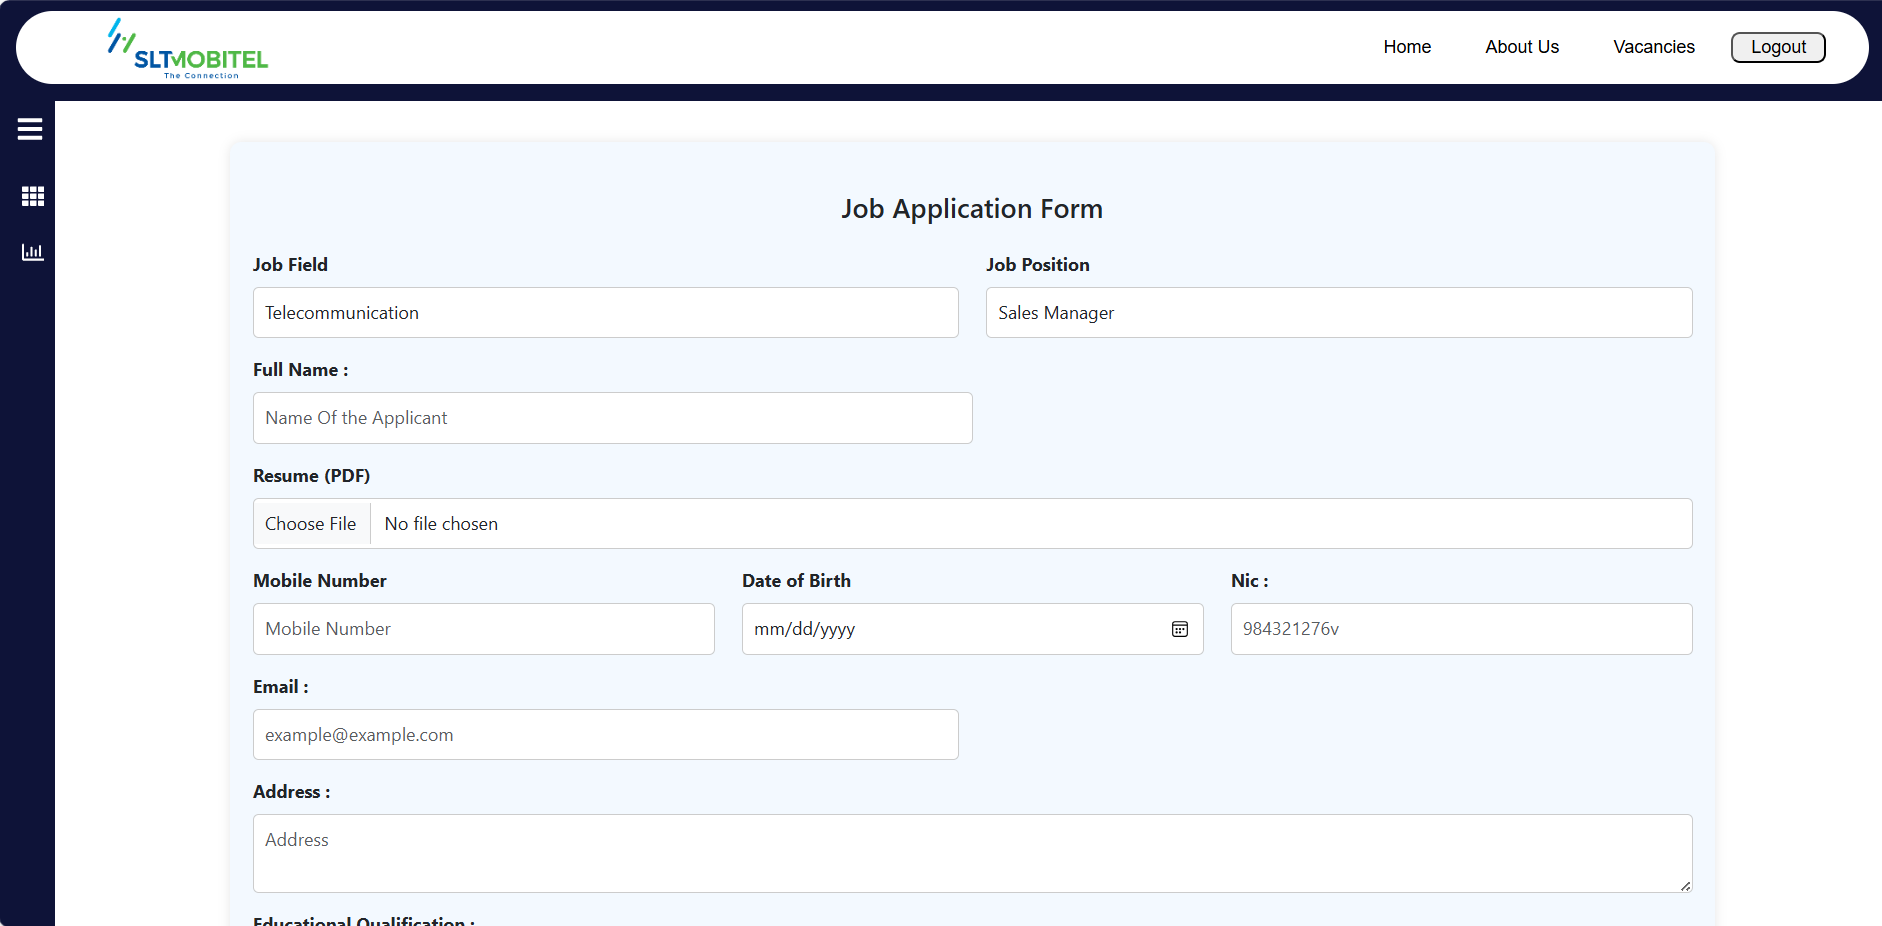 SLTMOBITEL
The Connection
Home About Us Vacancies Logout
Job Application Form
Job Field Job Position
Telecommunication Sales Manager
Full Name :
Name Of the Applicant
Resume (PDF)
Choose File No file chosen
Mobile Number Date of Birth Nic :
Mobile Number mm/dd/yyyy 984321276v
Email :
example@example.com
Address :
Address
Educational Qualification :